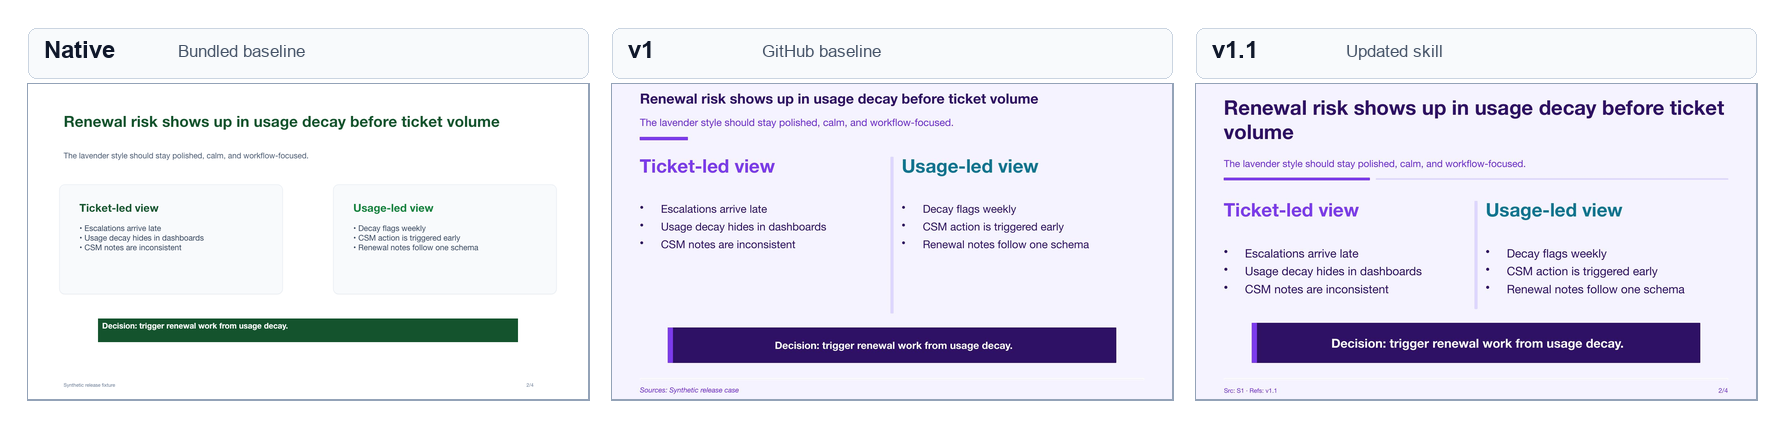 Native Bundled baseline
Renewal risk shows up in usage decay before ticket volume
The lavender style should stay polished, calm, and workflow-focused.
Ticket-led view
• Escalations arrive late
• Usage decay hides in dashboards
• CSM notes are inconsistent
Usage-led view
• Decay flags weekly
• CSM action is triggered early
• Renewal notes follow one schema
Decision: trigger renewal work from usage decay.
Synthetic release fixture 2/4
v1 GitHub baseline
Renewal risk shows up in usage decay before ticket volume
The lavender style should stay polished, calm, and workflow-focused.
Ticket-led view
• Escalations arrive late
• Usage decay hides in dashboards
• CSM notes are inconsistent
Usage-led view
• Decay flags weekly
• CSM action is triggered early
• Renewal notes follow one schema
Decision: trigger renewal work from usage decay.
Sources: Synthetic release case
v1.1 Updated skill
Renewal risk shows up in usage decay before ticket
volume
The lavender style should stay polished, calm, and workflow-focused.
Ticket-led view
• Escalations arrive late
• Usage decay hides in dashboards
• CSM notes are inconsistent
Usage-led view
• Decay flags weekly
• CSM action is triggered early
• Renewal notes follow one schema
Decision: trigger renewal work from usage decay.
Src: S1 - Refs: v1.1 2/4